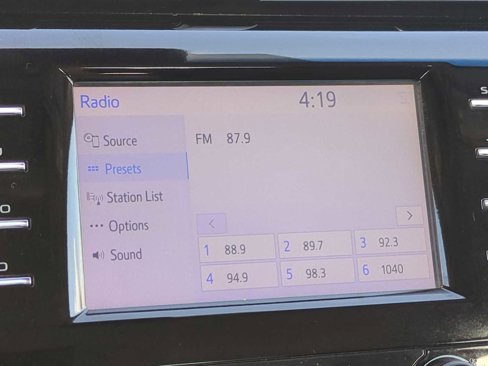 Radio 4:19
Source
FM 87.9
Presets
Station List
Options
Sound
1 88.9 2 89.7 3 92.3
4 94.9 5 98.3 6 1040